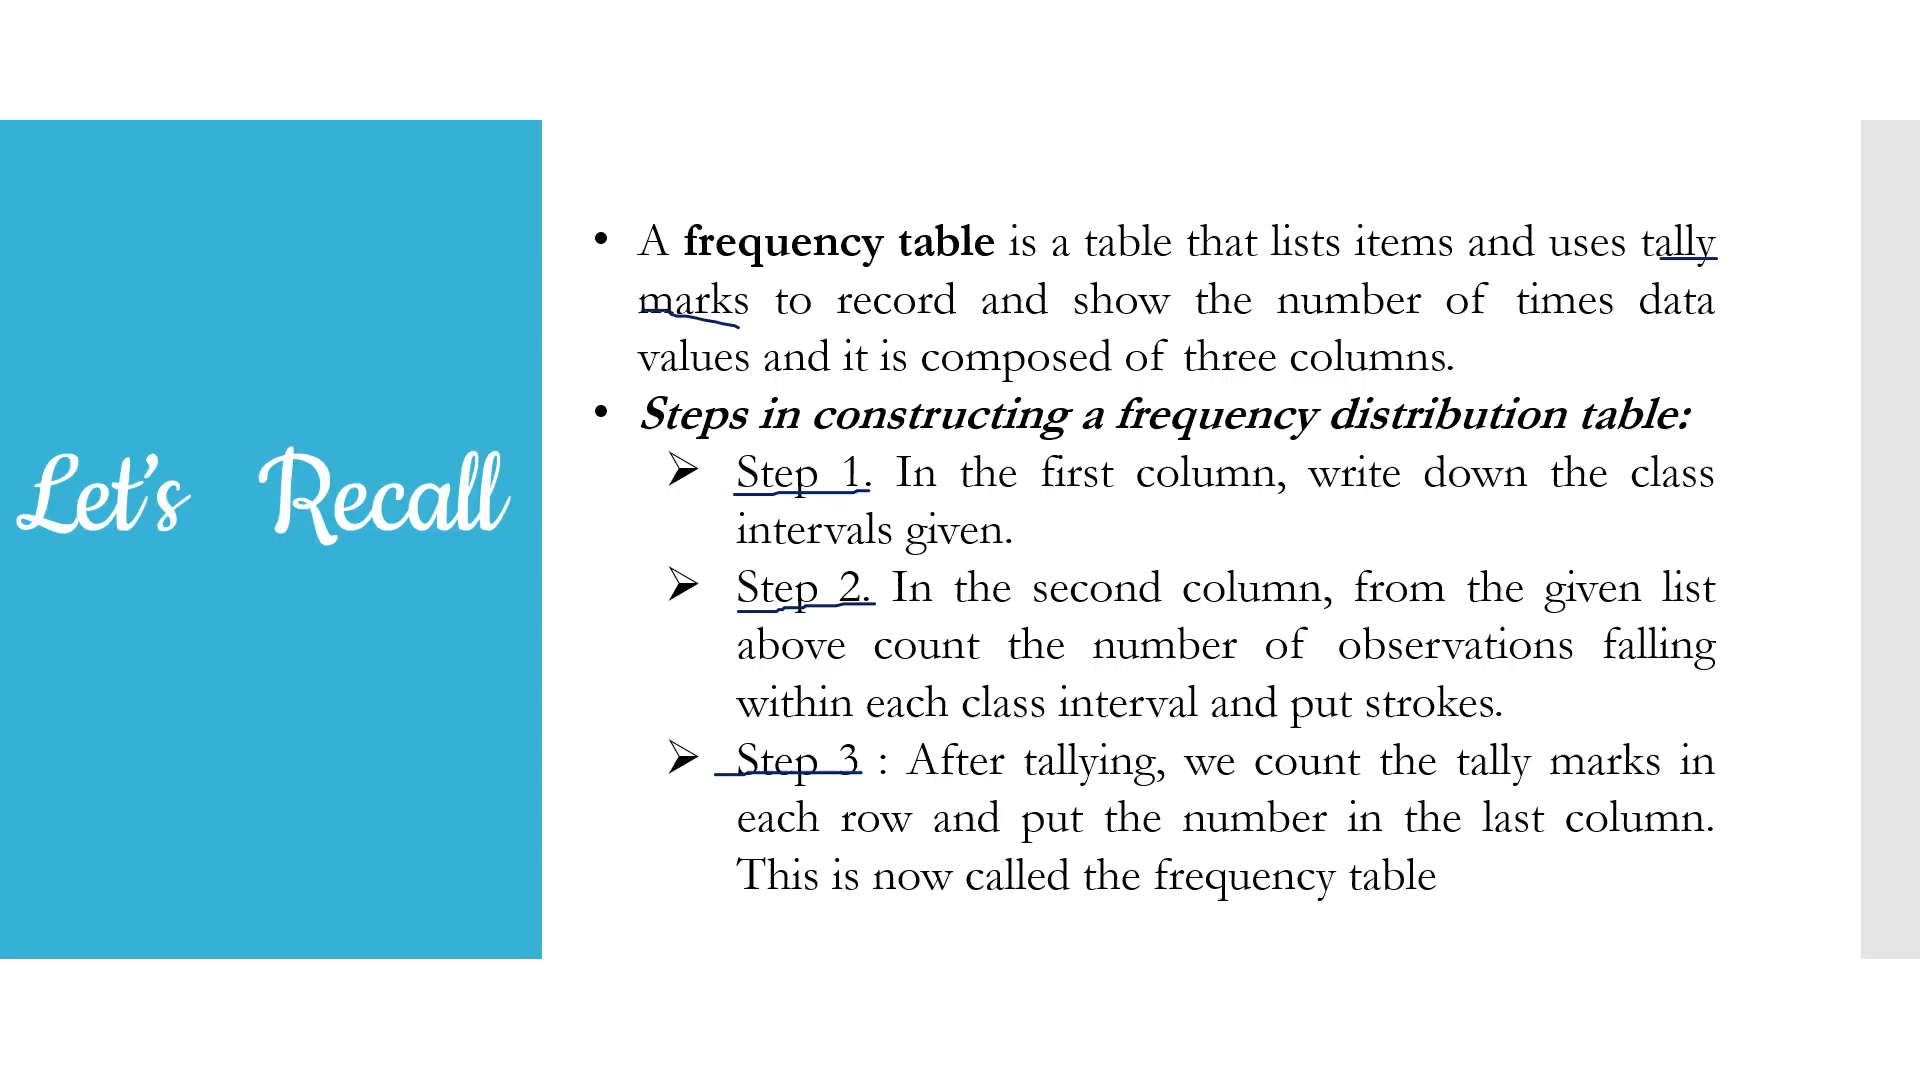 Let's Recall
• A frequency table is a table that lists items and uses tally
marks to record and show the number of times data
values and it is composed of three columns.
• Steps in constructing a frequency distribution table:
➢ Step 1. In the first column, write down the class
intervals given.
➢ Step 2. In the second column, from the given list
above count the number of observations falling
within each class interval and put strokes.
➢ Step 3 : After tallying, we count the tally marks in
each row and put the number in the last column.
This is now called the frequency table